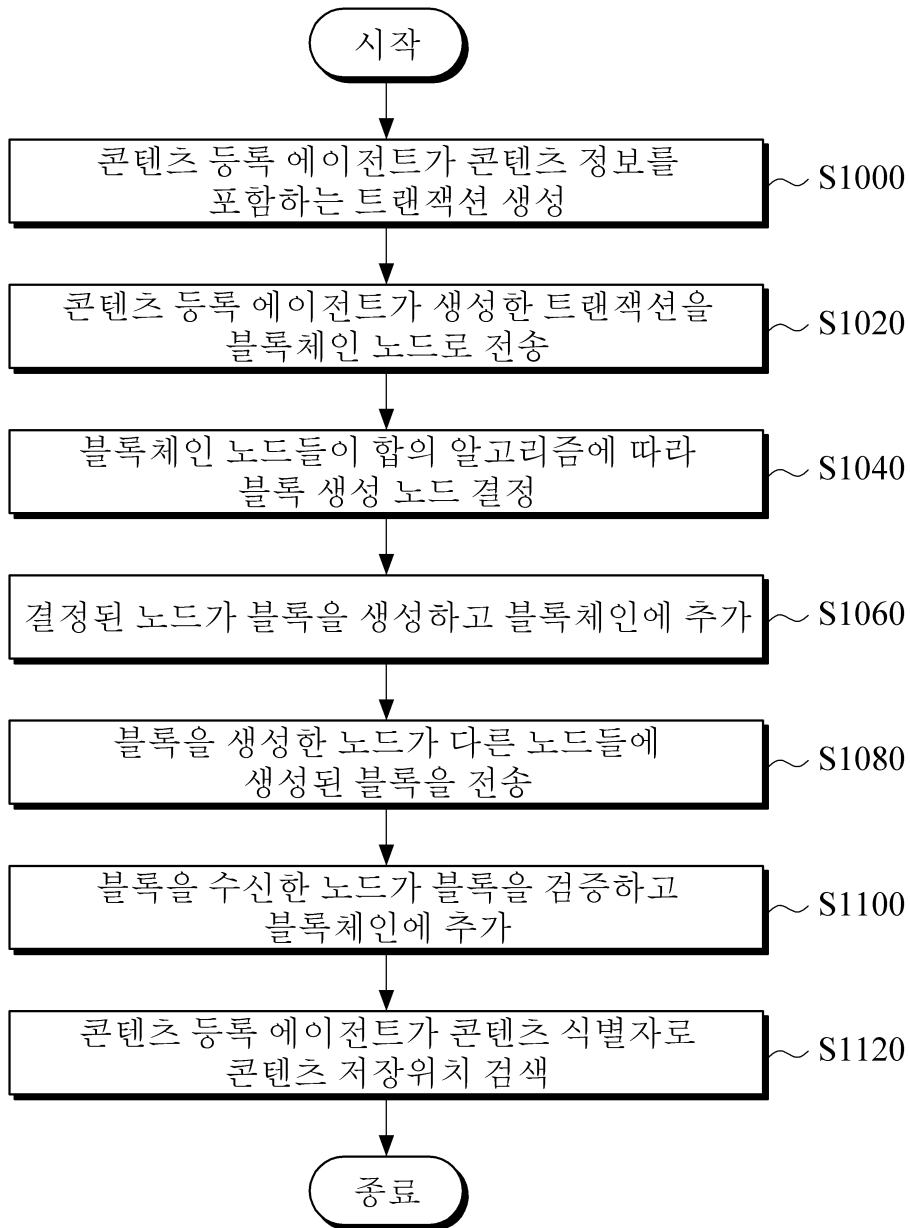 시작
콘텐츠 등록 에이전트가 콘텐츠 정보를
포함하는 트랜잭션 생성
S1000
콘텐츠 등록 에이전트가 생성한 트랜잭션을
블록체인 노드로 전송
S1020
블록체인 노드들이 합의 알고리즘에 따라
블록 생성 노드 결정
S1040
결정된 노드가 블록을 생성하고 블록체인에 추가
S1060
블록을 생성한 노드가 다른 노드들에
생성된 블록을 전송
S1080
블록을 수신한 노드가 블록을 검증하고
블록체인에 추가
S1100
콘텐츠 등록 에이전트가 콘텐츠 식별자로
콘텐츠 저장위치 검색
S1120
종료